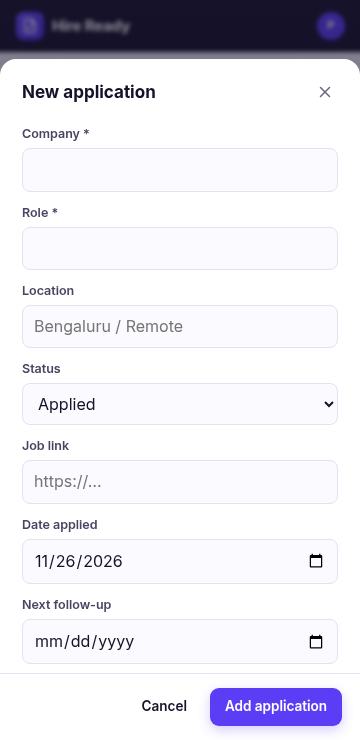 Hire Ready
New application
Company *
Role *
Location
Bengaluru / Remote
Status
Applied
Job link
https://...
Date applied
11/26/2026
Next follow-up
mm/dd/yyyy
Cancel
Add application